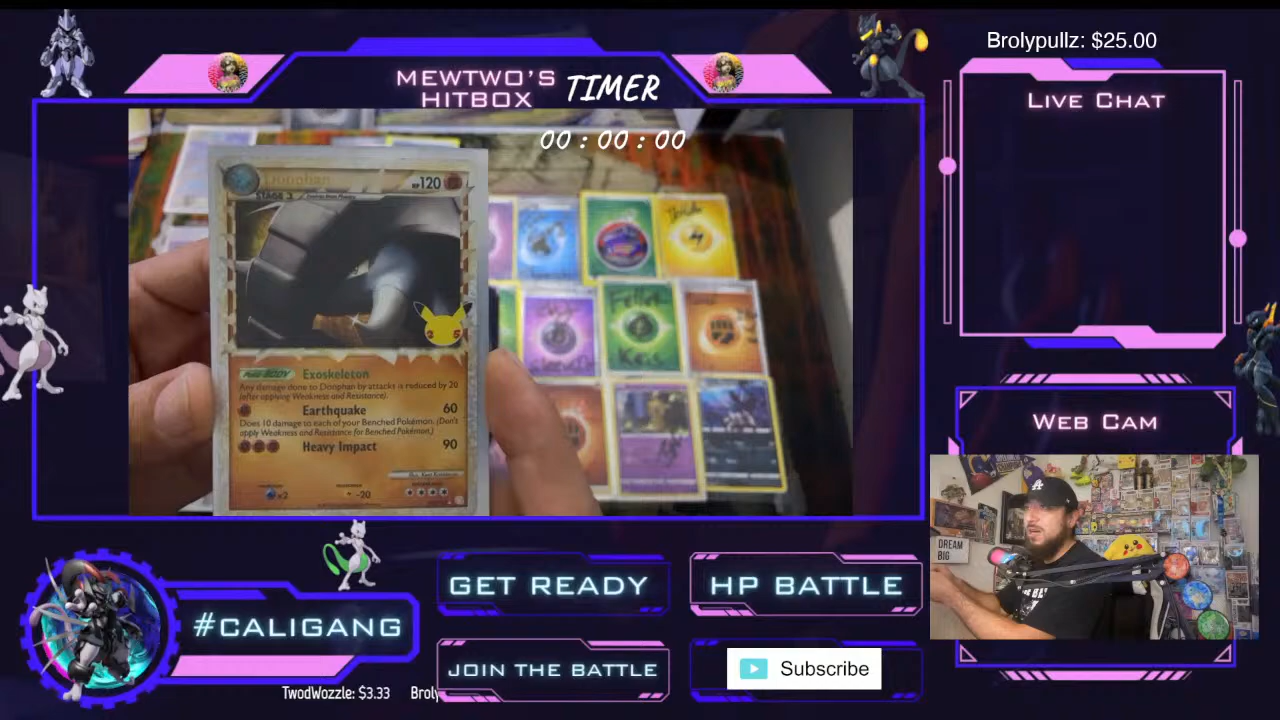 Brolypullz: $25.00
MEWTWO'S
HITBOX
TIMER
00 : 00 : 00
LIVE CHAT
Donphan
HP 120
Exoskeleton
Any damage done to Donphan by attacks is reduced by 20
(after applying Weakness and Resistance).
Earthquake 60
Does 10 damage to each of your Benched Pokémon. (Don't
apply Weakness and Resistance for Benched Pokémon.)
Heavy Impact 90
×2
-20
WEB CAM
DREAM
BIG
GET READY
HP BATTLE
#CALIGANG
JOIN THE BATTLE
Subscribe
TwodWozzle: $3.33 Broly